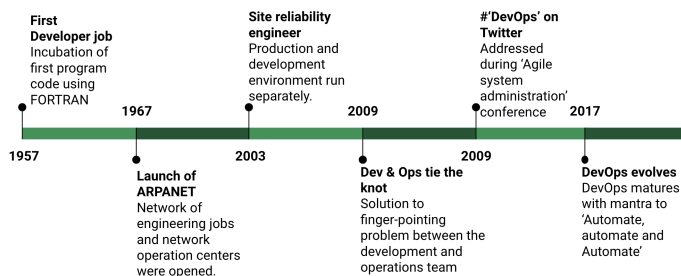 First
Developer job
Incubation of
first program
code using
FORTRAN
1957
1967
Launch of
ARPANET
Network of
engineering jobs
and network
operation centers
were opened.
Site reliability
engineer
Production and
development
environment run
separately.
2003
2009
Dev & Ops tie the
knot
Solution to
finger-pointing
problem between the
development and
operations team
#'DevOps' on
Twitter
Addressed
during ‘Agile
system
administration’
conference
2009
2017
DevOps evolves
DevOps matures
with mantra to
‘Automate,
automate and
Automate’